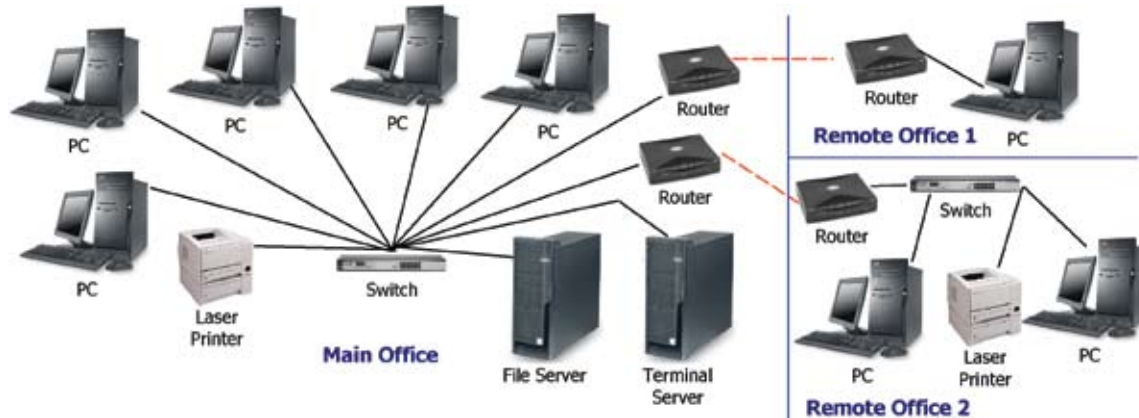 PC
PC
PC
PC
Router
Router
PC
Laser
Printer
Switch
File Server
Terminal
Server
Main Office
Router
PC
Remote Office 1
Router
Switch
PC
Laser
Printer
PC
Remote Office 2